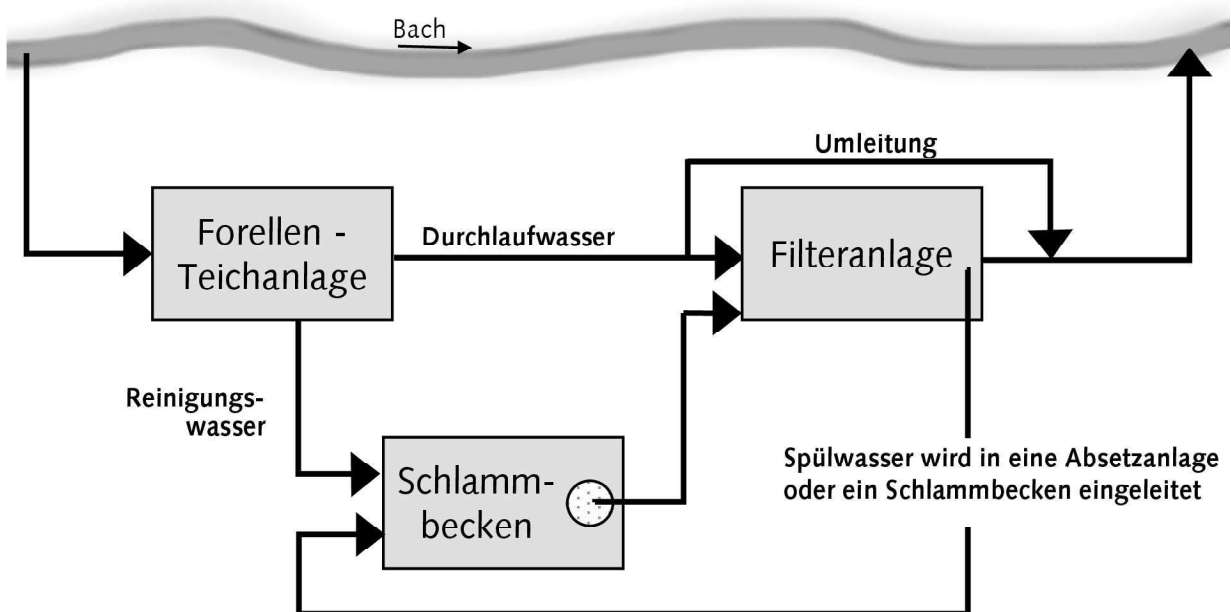 Bach
Umleitung
Forellen -
Teichanlage
Durchlaufwasser
Filteranlage
Reinigungs-
wasser
Schlamm-
becken
Spülwasser wird in eine Absetzanlage
oder ein Schlammbecken eingeleitet